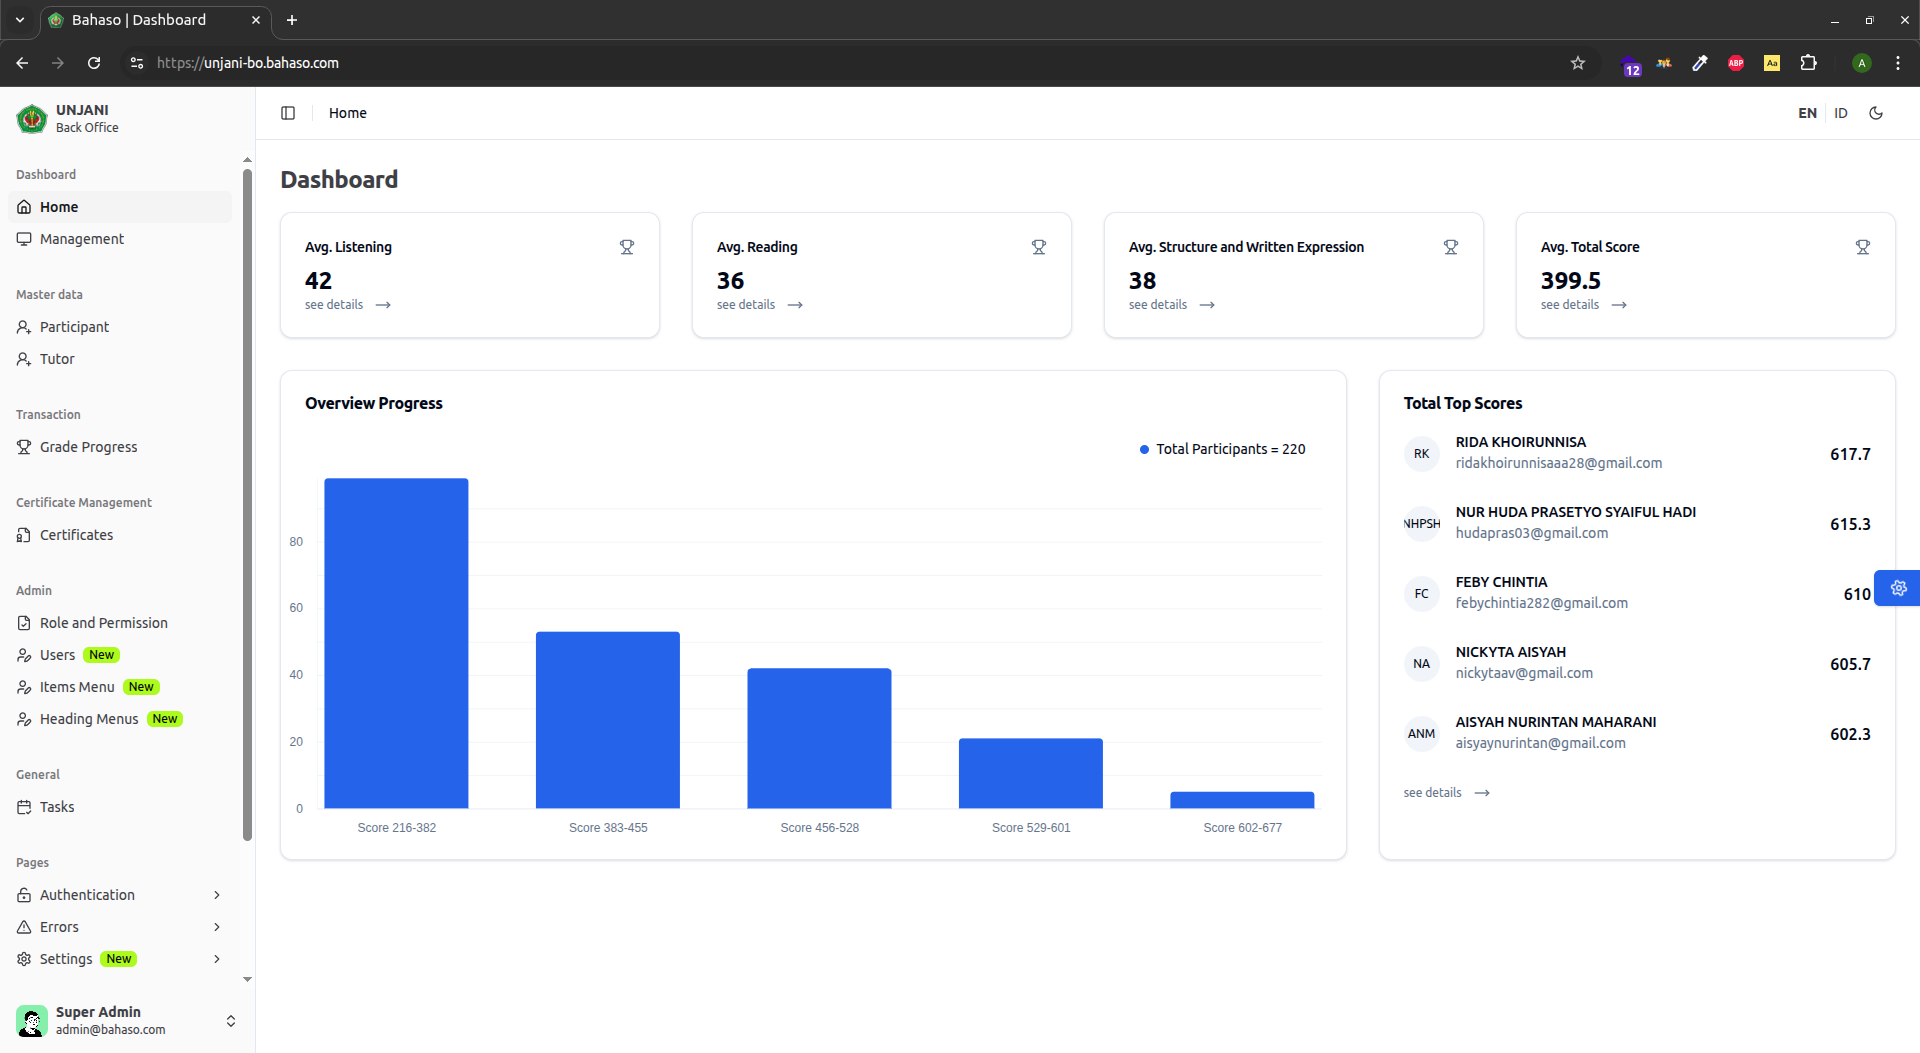 Bahaso | Dashboard
https://unjani-bo.bahaso.com
12
ABP
Aa
A
UNJANI
Back Office
Home
EN
ID
Dashboard
Home
Management
Master data
Participant
Tutor
Transaction
Grade Progress
Certificate Management
Certificates
Admin
Role and Permission
Users New
Items Menu New
Heading Menus New
General
Tasks
Pages
Authentication
Errors
Settings New
Super Admin
admin@bahaso.com
Dashboard
Avg. Listening
42
see details
Avg. Reading
36
see details
Avg. Structure and Written Expression
38
see details
Avg. Total Score
399.5
see details
Overview Progress
Total Participants = 220
80
60
40
20
0
Score 216-382
Score 383-455
Score 456-528
Score 529-601
Score 602-677
Total Top Scores
RK
RIDA KHOIRUNNISA
ridakhoirunnisaaa28@gmail.com
617.7
NHPSH
NUR HUDA PRASETYO SYAIFUL HADI
hudapras03@gmail.com
615.3
FC
FEBY CHINTIA
febychintia282@gmail.com
610
NA
NICKYTA AISYAH
nickytaav@gmail.com
605.7
ANM
AISYAH NURINTAN MAHARANI
aisyaynurintan@gmail.com
602.3
see details